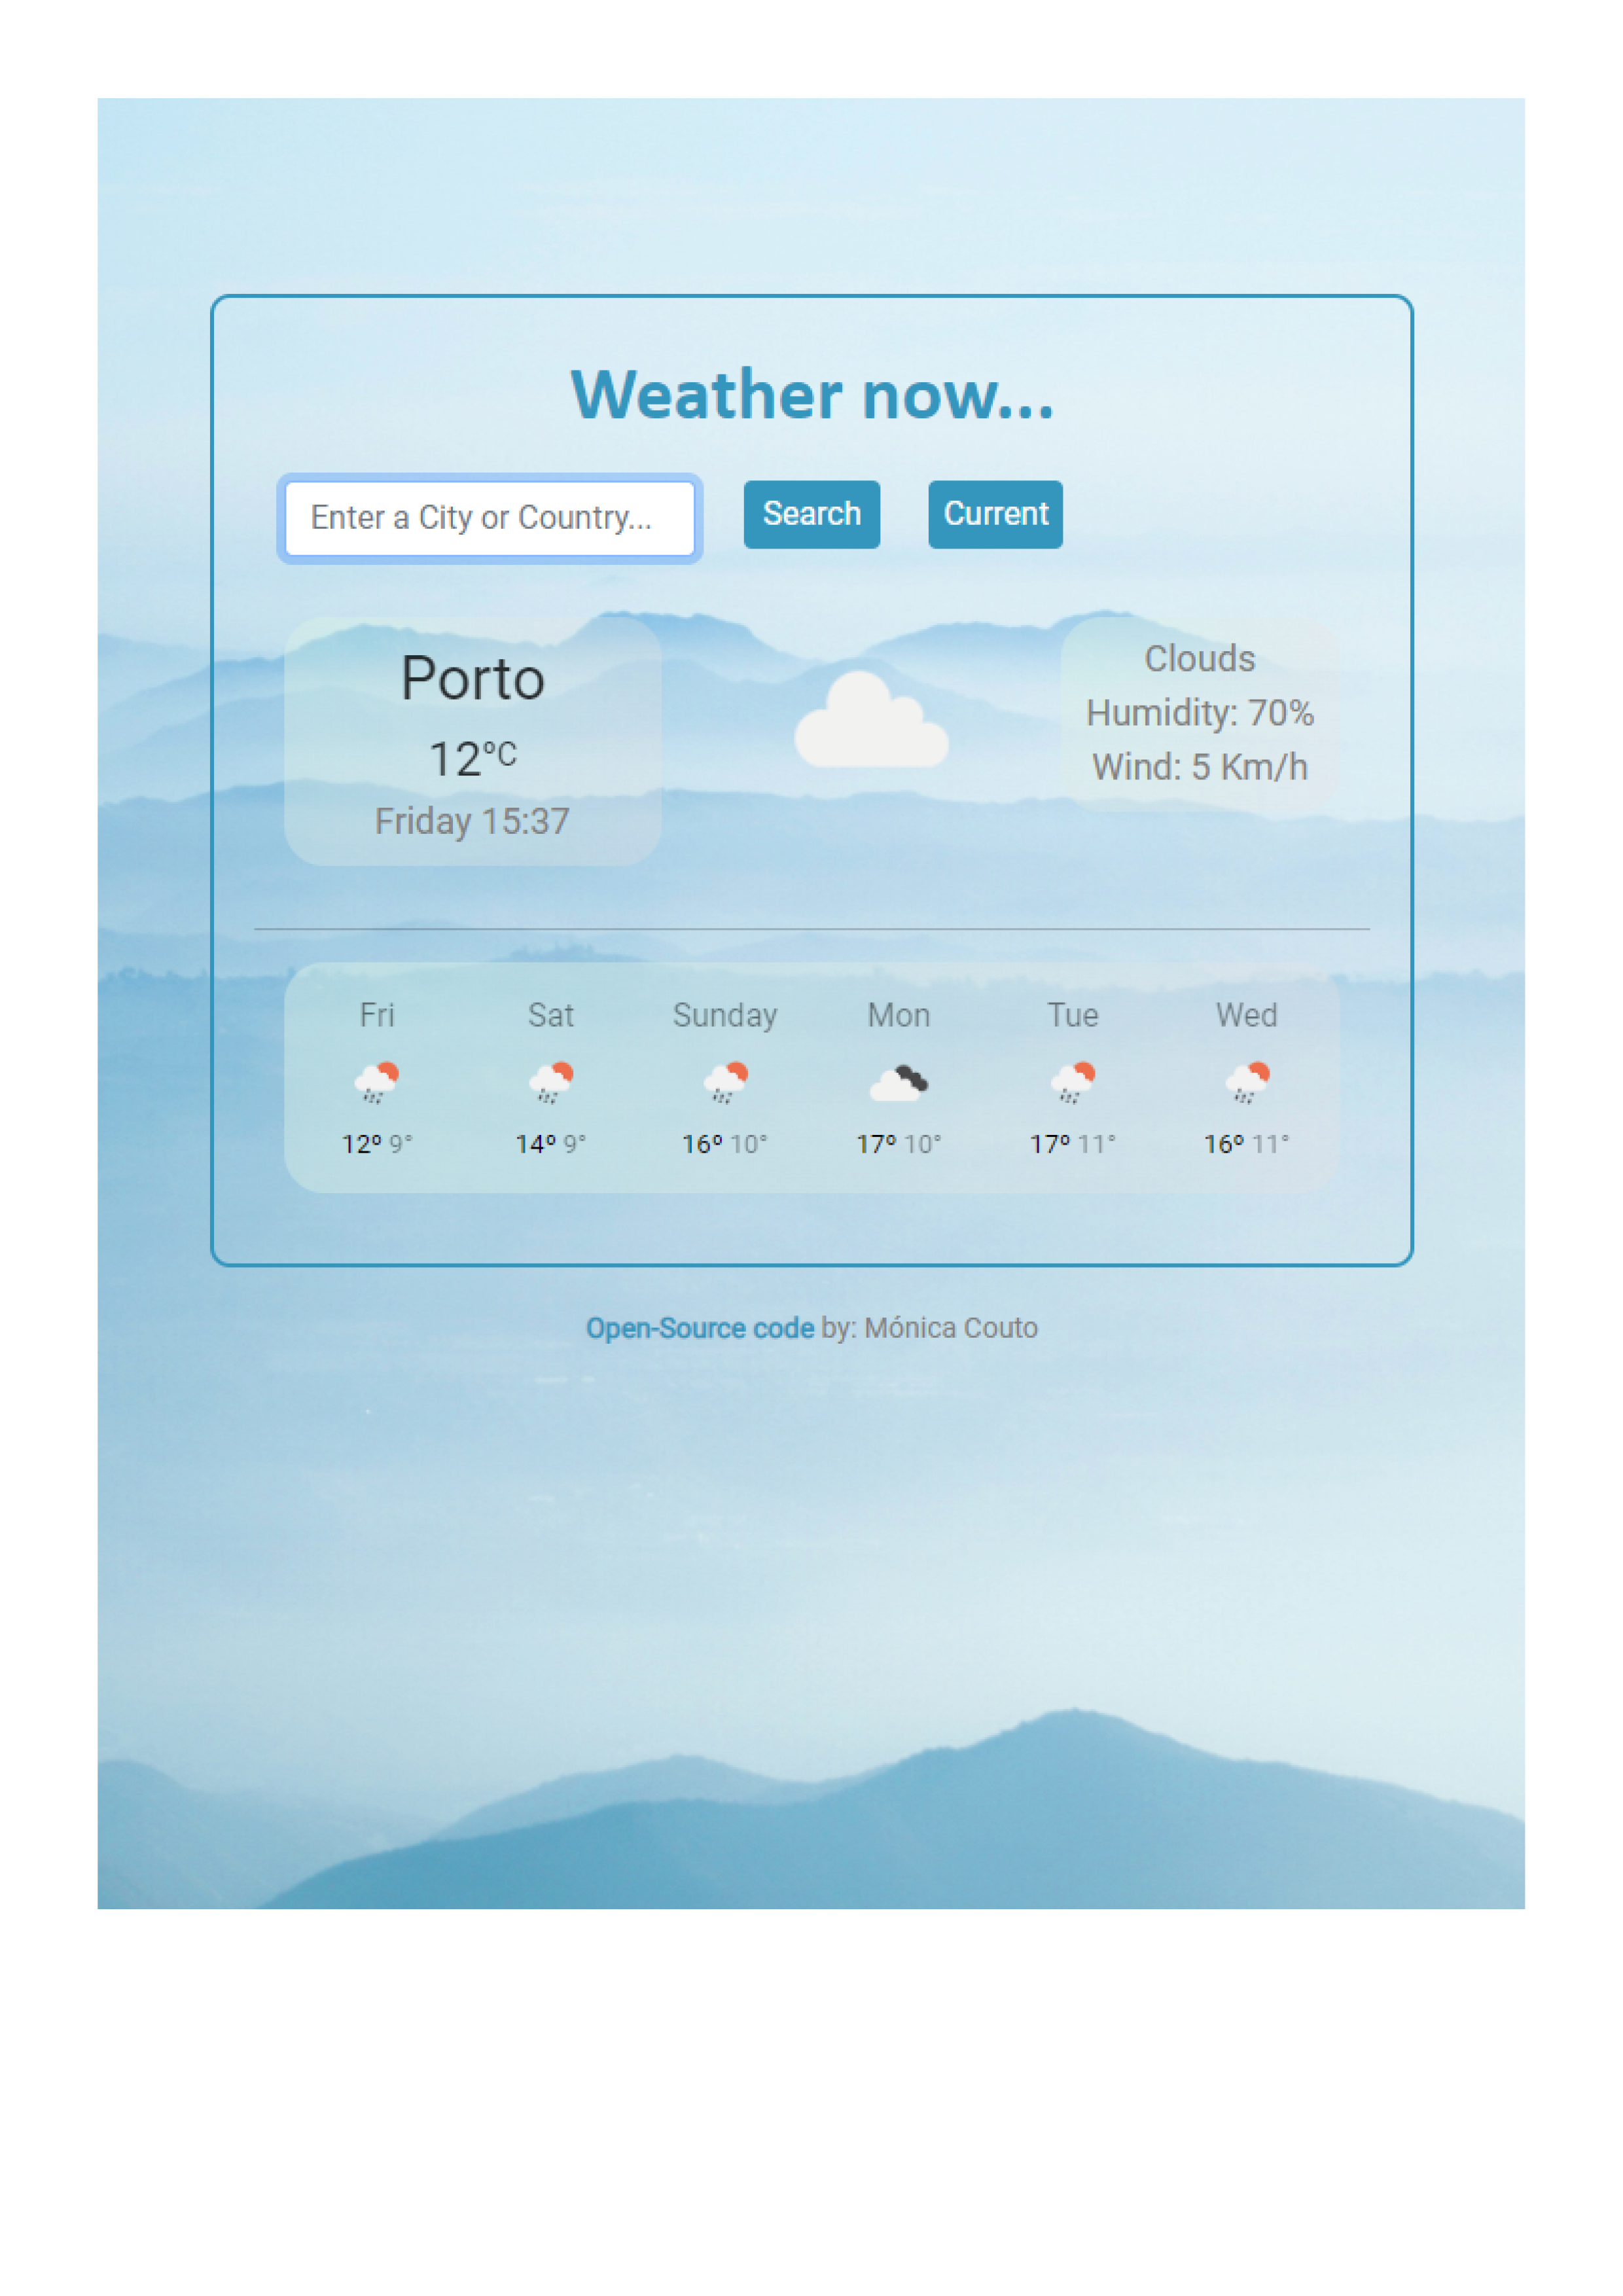 Weather now...
Enter a City or Country...
Search
Current
Porto
12°C
Friday 15:37
Clouds
Humidity: 70%
Wind: 5 Km/h
Fri Sat Sunday Mon Tue Wed
12º 9° 14º 9° 16º 10° 17º 10° 17º 11° 16º 11°
Open-Source code by: Mónica Couto